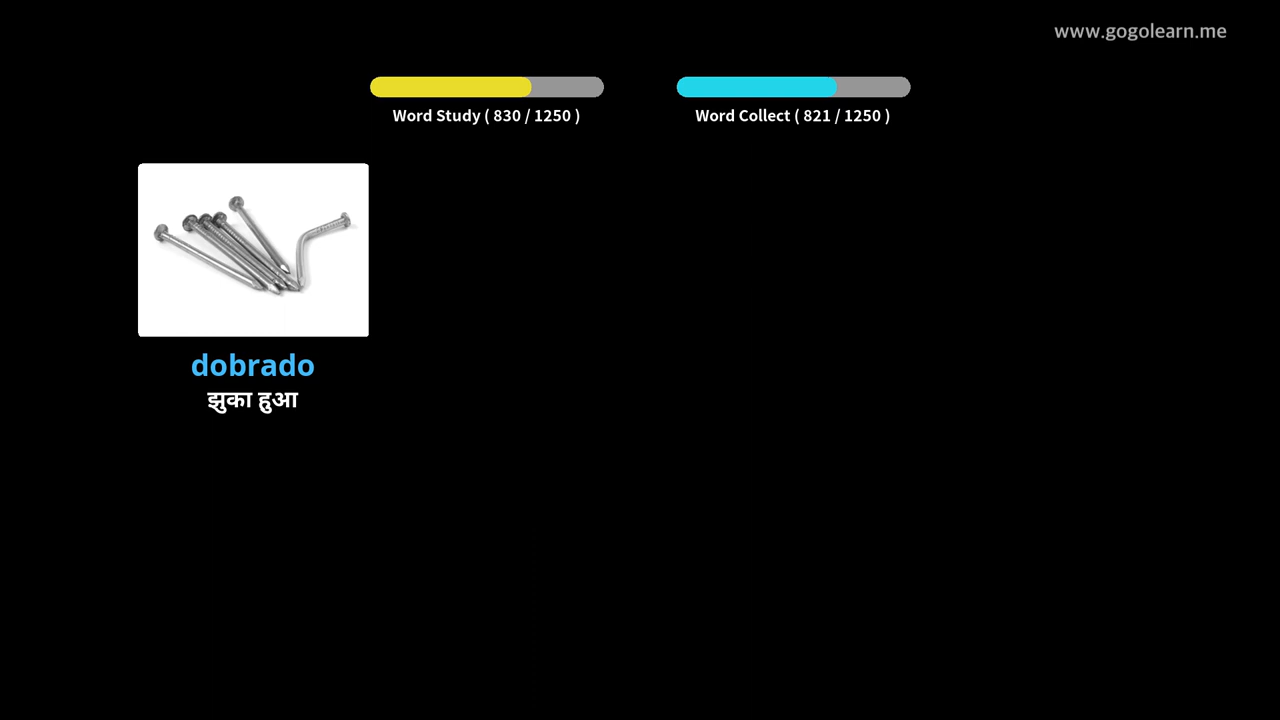 www.gogolearn.me
Word Study ( 830 / 1250 )
Word Collect ( 821 / 1250 )
dobrado
झुका हुआ